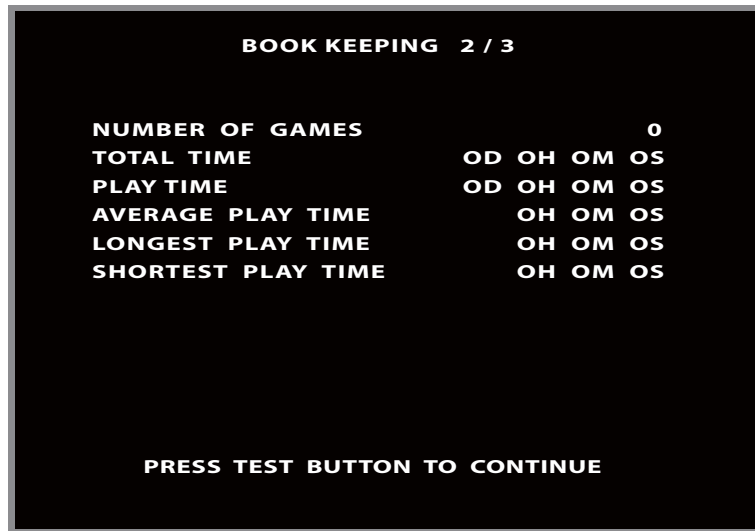 BOOK KEEPING 2 / 3
NUMBER OF GAMES 0
TOTAL TIME OD OH OM OS
PLAY TIME OD OH OM OS
AVERAGE PLAY TIME OH OM OS
LONGEST PLAY TIME OH OM OS
SHORTEST PLAY TIME OH OM OS
PRESS TEST BUTTON TO CONTINUE